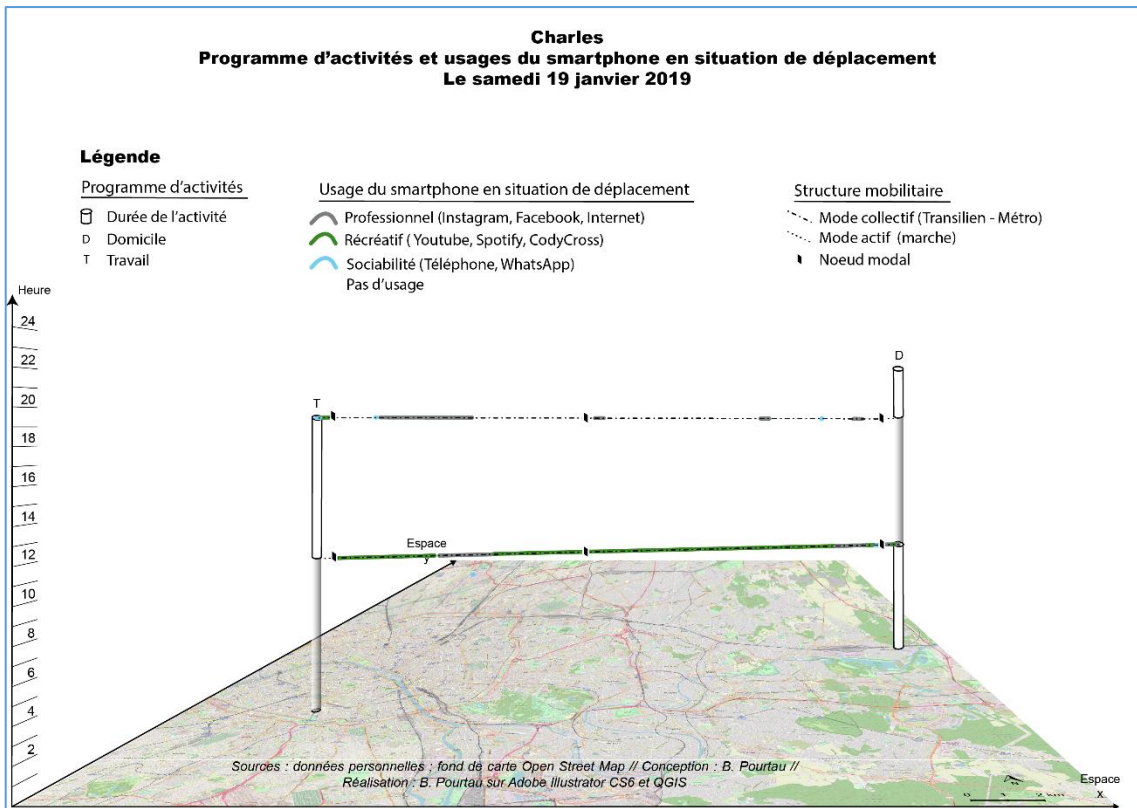 Charles
Programme d'activités et usages du smartphone en situation de déplacement
Le samedi 19 janvier 2019
Légende
Programme d'activités
Durée de l'activité
D Domicile
T Travail
Usage du smartphone en situation de déplacement
Professionnel (Instagram, Facebook, Internet)
Récréatif ( Youtube, Spotify, CodyCross)
Sociabilité (Téléphone, WhatsApp)
Pas d'usage
Structure mobilitaire
Mode collectif (Transilien - Métro)
Mode actif (marche)
Noeud modal
Heure
24
22
20
18
16
14
12
10
8
6
4
2
T
D
Espace
y
Sources : données personnelles ; fond de carte Open Street Map // Conception : B. Pourtau //
Réalisation : B. Pourtau sur Adobe Illustrator CS6 et QGIS
N
0 1 2 km
Espace
x